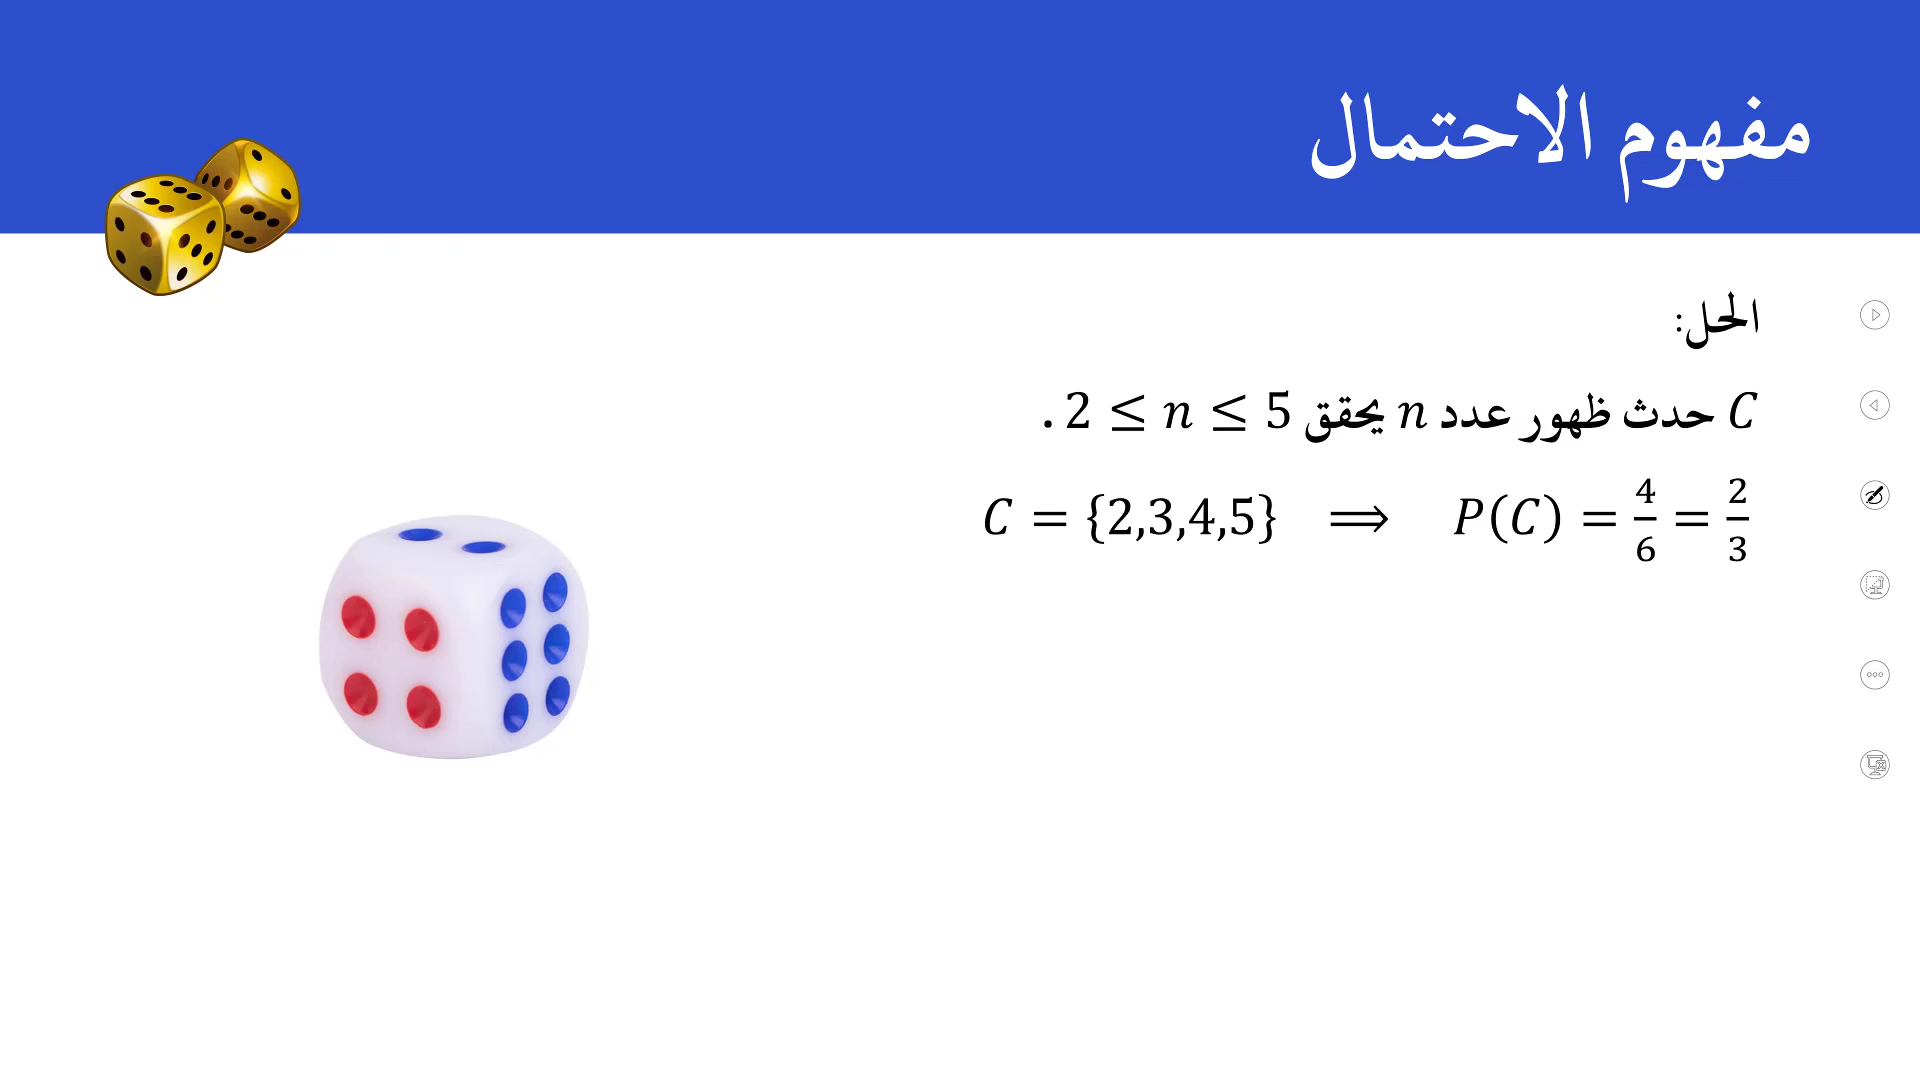 مفهوم الاحتمال
الحل:
C حدث ظهور عدد n يحقق 2 ≤ n ≤ 5 .
C = {2,3,4,5} ⟹ P(C) = 4/6 = 2/3